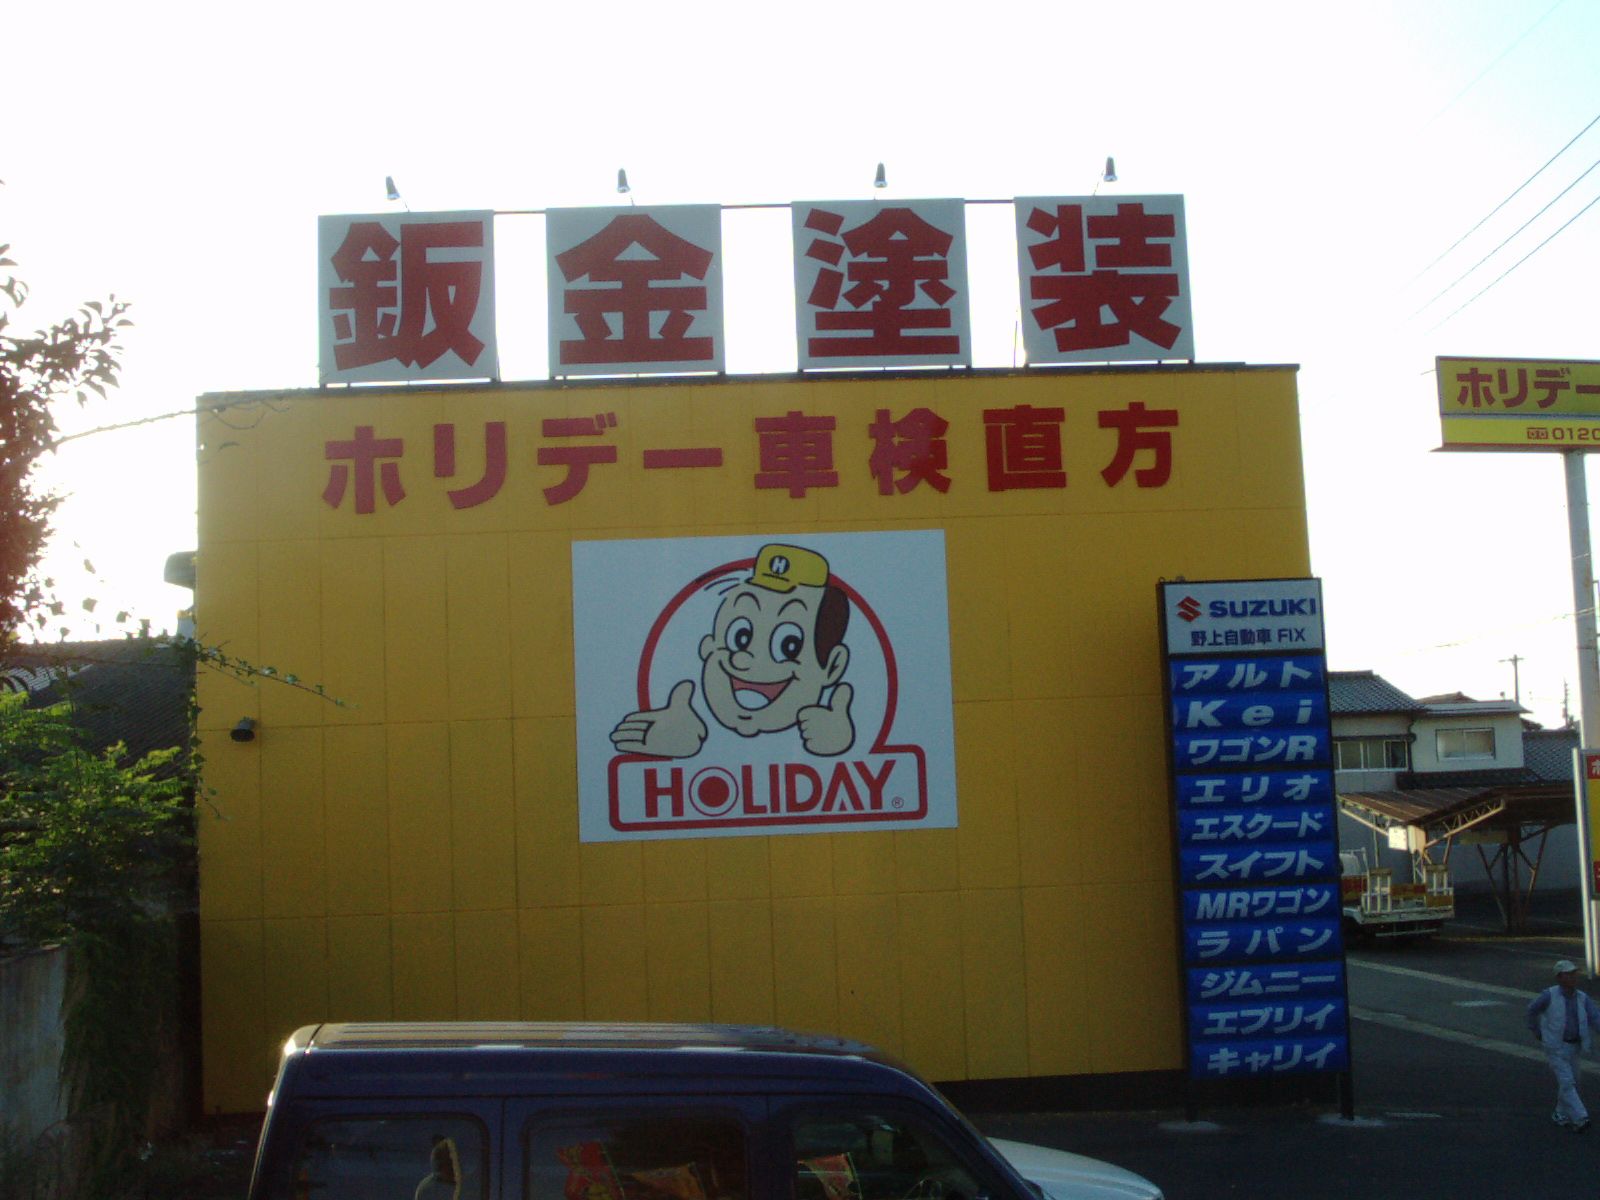 鈑金塗装
ホリデー車検直方
H
HOLIDAY®
SUZUKI
野上自動車 FIX
アルト
Kei
ワゴンR
エリオ
エスクード
スイフト
MRワゴン
ラパン
ジムニー
エブリイ
キャリイ
ホリデー
0120